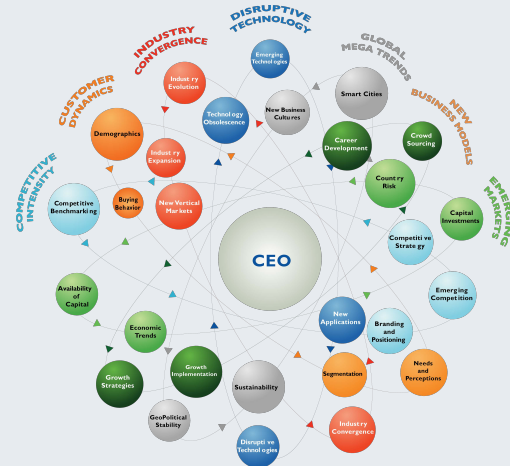 DISRUPTIVE
TECHNOLOGY
INDUSTRY
CONVERGENCE
GLOBAL
MEGA TRENDS
CUSTOMER
DYNAMICS
NEW
BUSINESS MODELS
COMPETITIVE
INTENSITY
EMERGING
MARKETS
Emerging
Technologies
Industry
Evolution
Smart Cities
New Business
Cultures
Technology
Obsolescence
Demographics
Career
Development
Crowd
Sourcing
Industry
Expansion
Country
Risk
Competitive
Benchmarking
Buying
Behavior
New Vertical
Markets
Capital
Investments
Competitive
Strategy
CEO
Availability
of
Capital
Emerging
Competition
Economic
Trends
New
Applications
Branding
and
Positioning
Growth
Strategies
Growth
Implementation
Sustainability
Segmentation
Needs
and
Perceptions
GeoPolitical
Stability
Industry
Convergence
Disruptive
Technologies